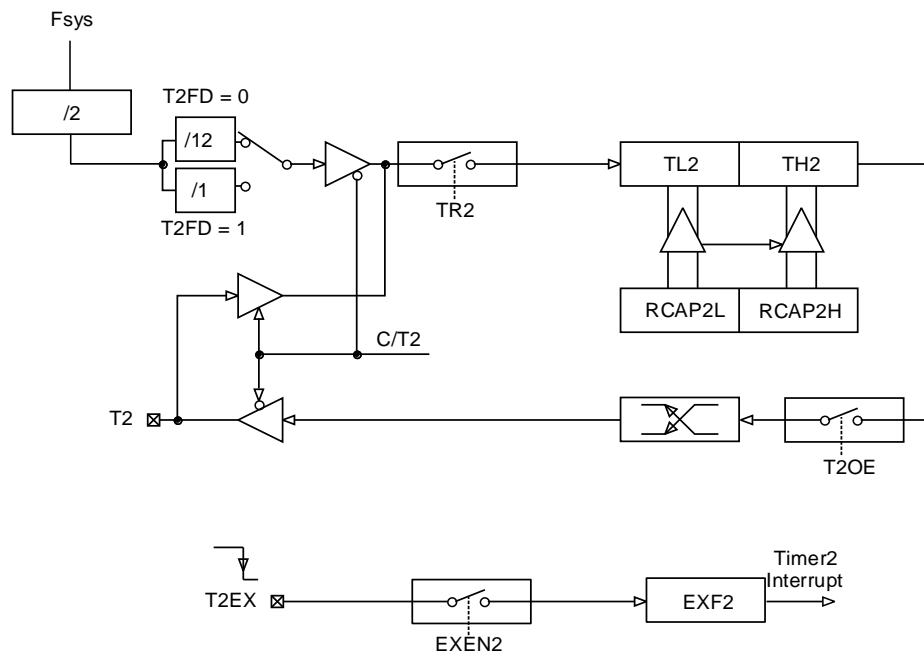 Fsys
/2
T2FD = 0
/12
/1
T2FD = 1
TR2
TL2
TH2
RCAP2L
RCAP2H
C/T2
T2
T2OE
T2EX
EXEN2
EXF2
Timer2
Interrupt